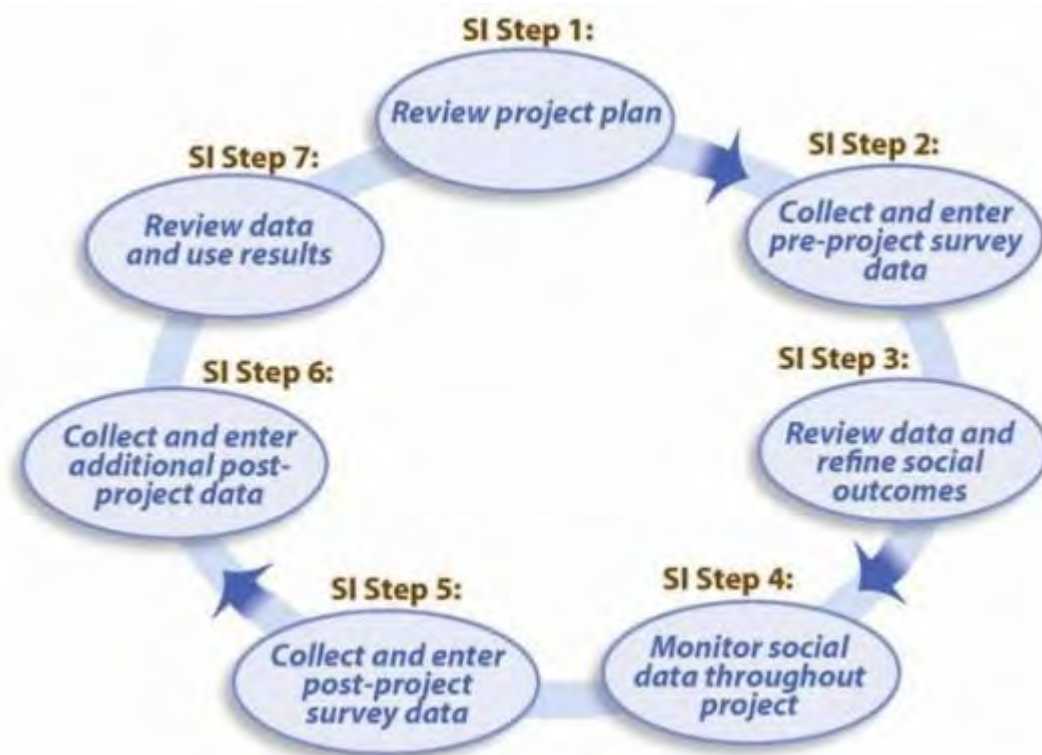 SI Step 1:
Review project plan
SI Step 2:
Collect and enter
pre-project survey
data
SI Step 3:
Review data and
refine social
outcomes
SI Step 4:
Monitor social
data throughout
project
SI Step 5:
Collect and enter
post-project
survey data
SI Step 6:
Collect and enter
additional post-
project data
SI Step 7:
Review data
and use results